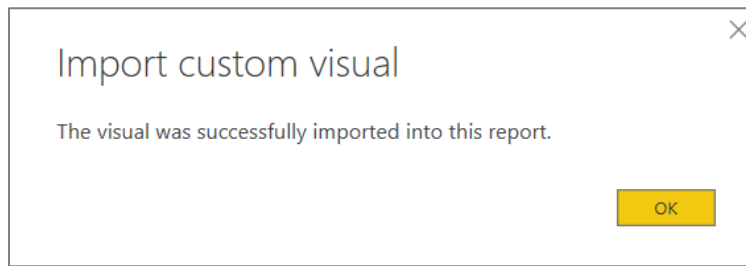 Import custom visual
The visual was successfully imported into this report.
OK